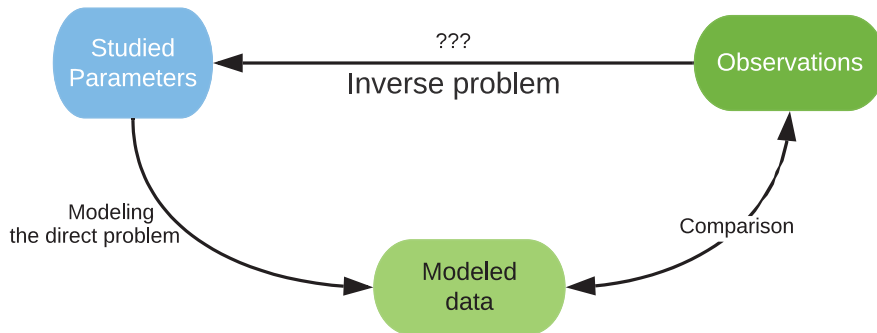 Studied
Parameters
???
Inverse problem
Observations
Modeling
the direct problem
Comparison
Modeled
data